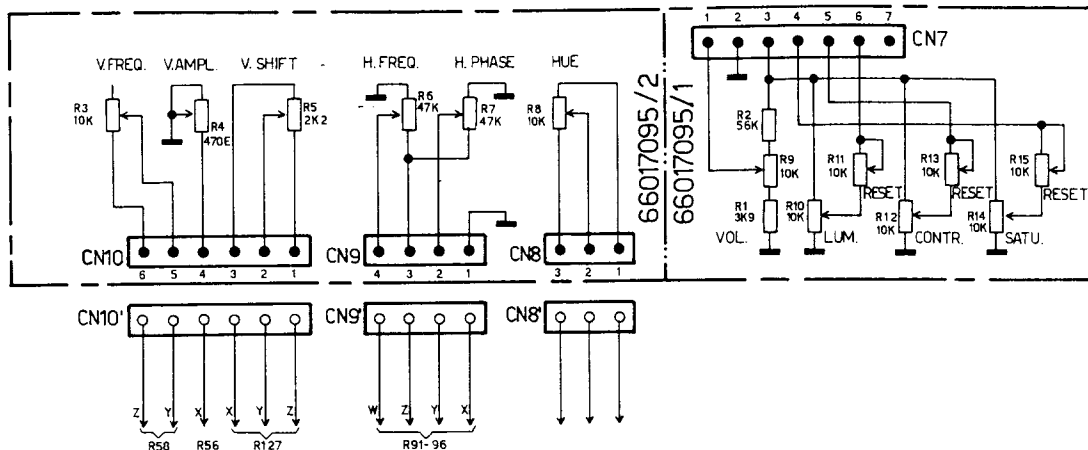 1 2 3 4 5 6 7
CN7
V.FREQ. V.AMPL. V. SHIFT - H. FREQ. H. PHASE HUE
R3
10K
R4
470E
R5
2K2
R6
47K
R7
47K
R8
10K
66017095/2
66017095/1
R2
56K
R9
10K
R11
10K
R13
10K
R15
10K
RESET
RESET
RESET
R1
3K9
R10
10K
R12
10K
R14
10K
VOL. LUM. CONTR. SATU.
CN10
6 5 4 3 2 1
CN9
4 3 2 1
CN8
3 2 1
CN10' CN9' CN8'
Z Y X X Y Z W Z Y X
R58 R56 R127 R91-96